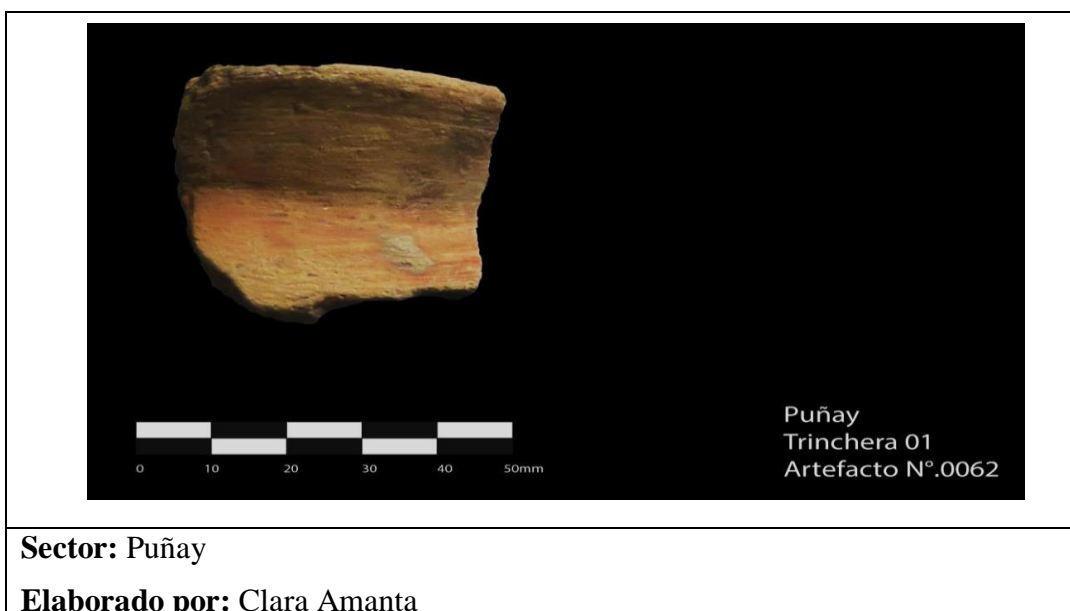 Puñay
Trinchera 01
Artefacto N°.0062
0 10 20 30 40 50mm
Sector: Puñay
Elaborado por: Clara Amanta